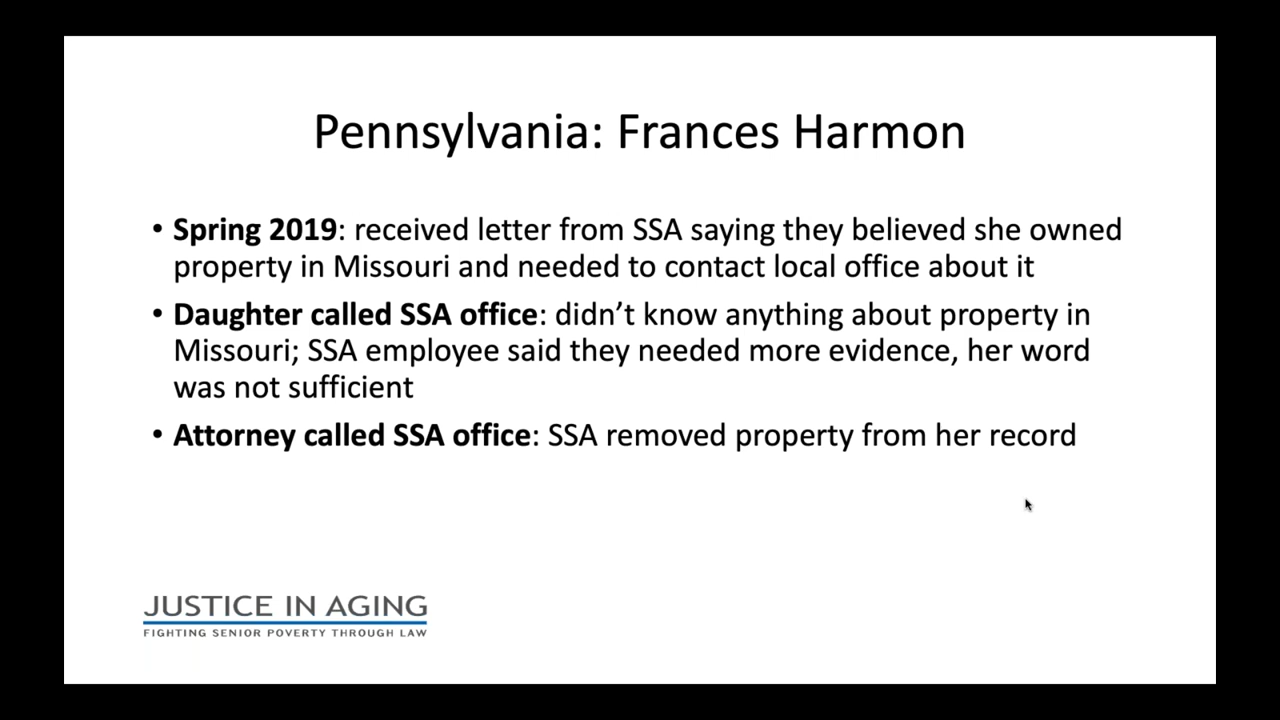 Pennsylvania: Frances Harmon
• Spring 2019: received letter from SSA saying they believed she owned
property in Missouri and needed to contact local office about it
• Daughter called SSA office: didn’t know anything about property in
Missouri; SSA employee said they needed more evidence, her word
was not sufficient
• Attorney called SSA office: SSA removed property from her record
JUSTICE IN AGING
FIGHTING SENIOR POVERTY THROUGH LAW